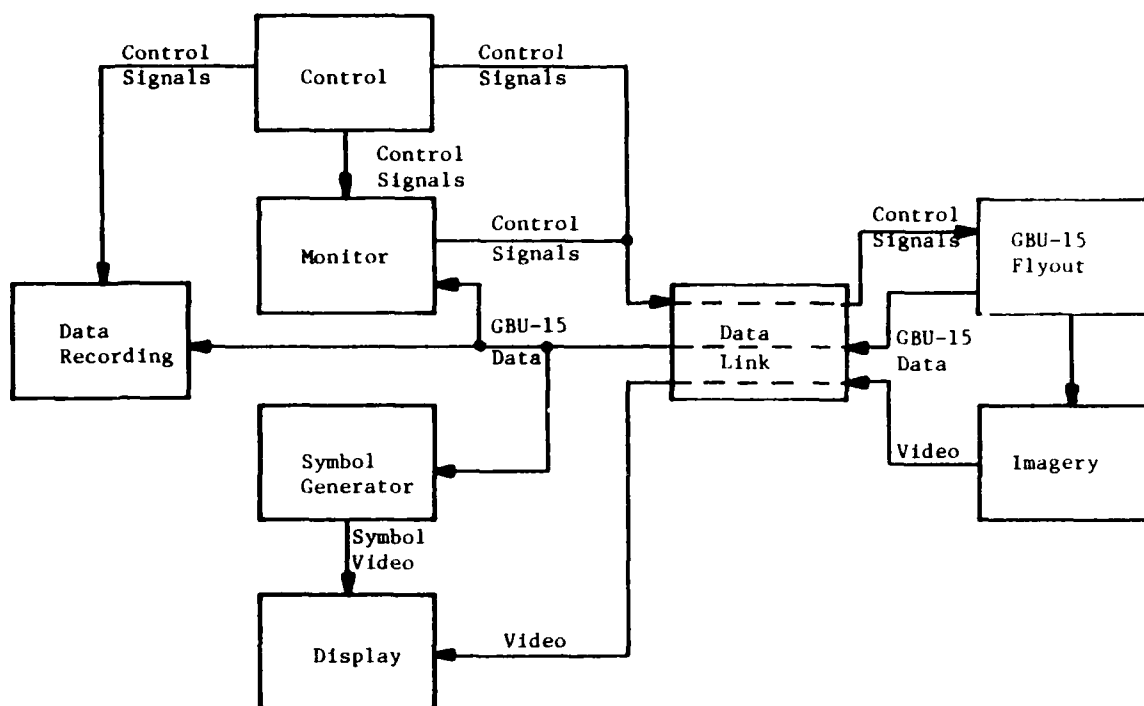 Control
Signals
Control
Control
Signals
Control
Signals
Monitor
Control
Signals
Control
Signals
GBU-15
Flyout
Data
Recording
GBU-15
Data
Data
Link
GBU-15
Data
Symbol
Generator
Video
Imagery
Symbol
Video
Display
Video